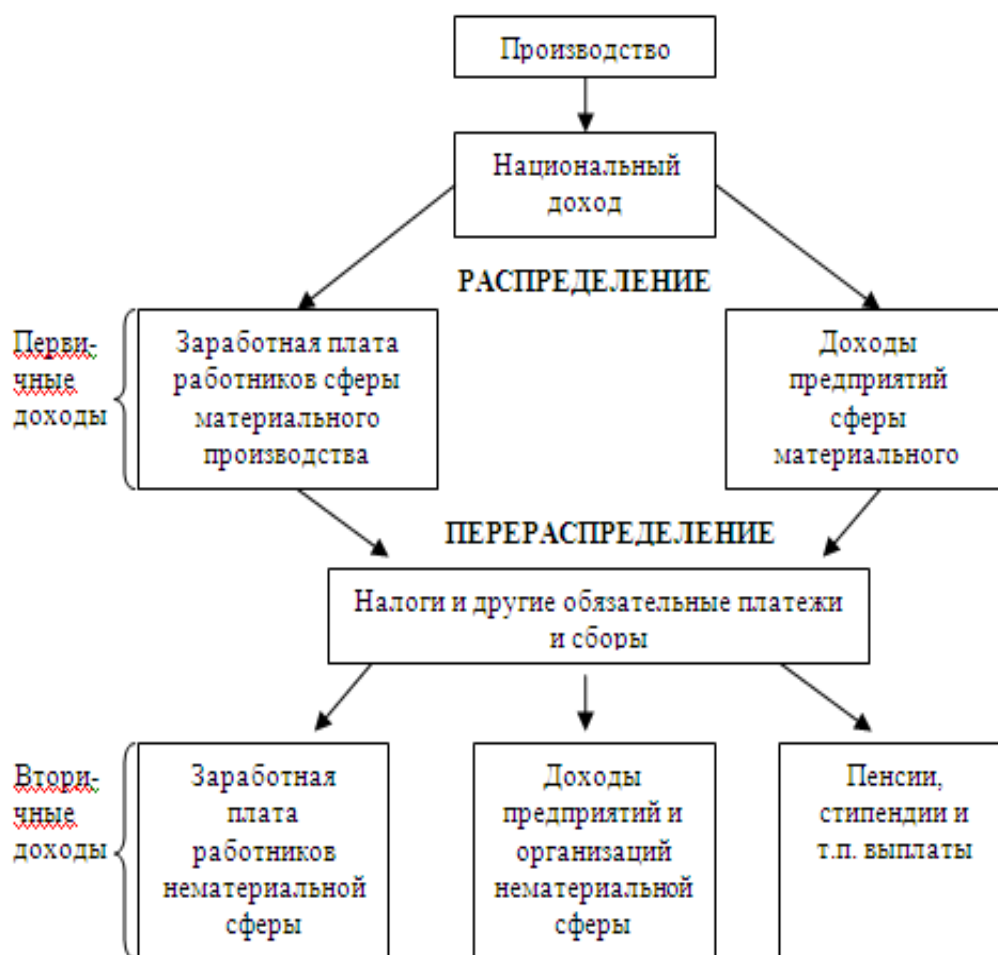 Производство
Национальный
доход
РАСПРЕДЕЛЕНИЕ
Перви-
чные
доходы
Заработная плата
работников сферы
материального
производства
Доходы
предприятий
сферы
материального
ПЕРЕРАСПРЕДЕЛЕНИЕ
Налоги и другие обязательные платежи
и сборы
Втори-
чные
доходы
Заработная
плата
работников
нематериальной
сферы
Доходы
предприятий и
организаций
нематериальной
сферы
Пенсии,
стипендии и
т.п. выплаты